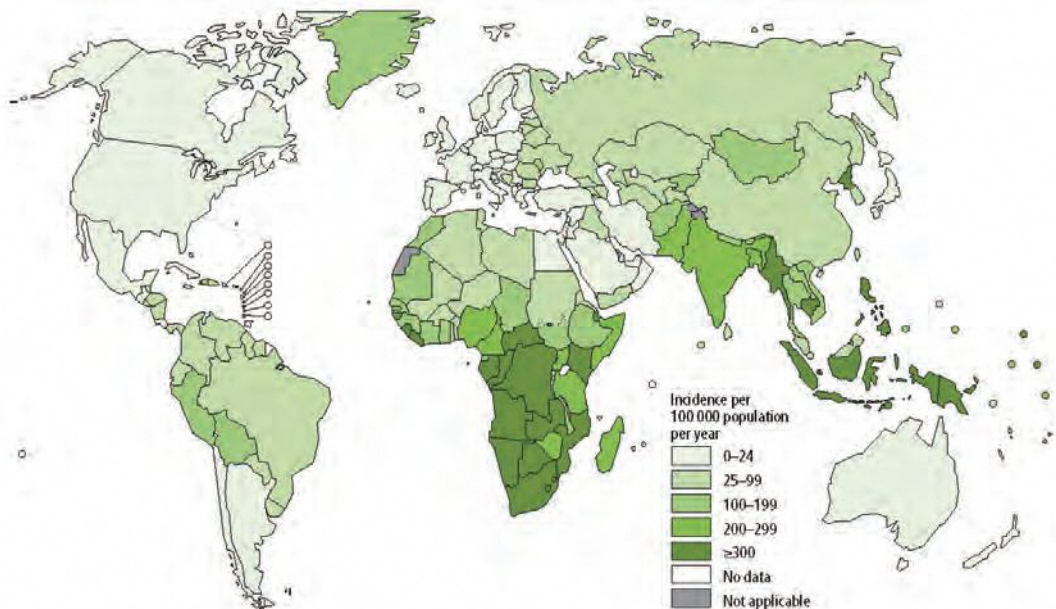 Incidence per
100 000 population
per year
0–24
25–99
100–199
200–299
≥300
No data
Not applicable